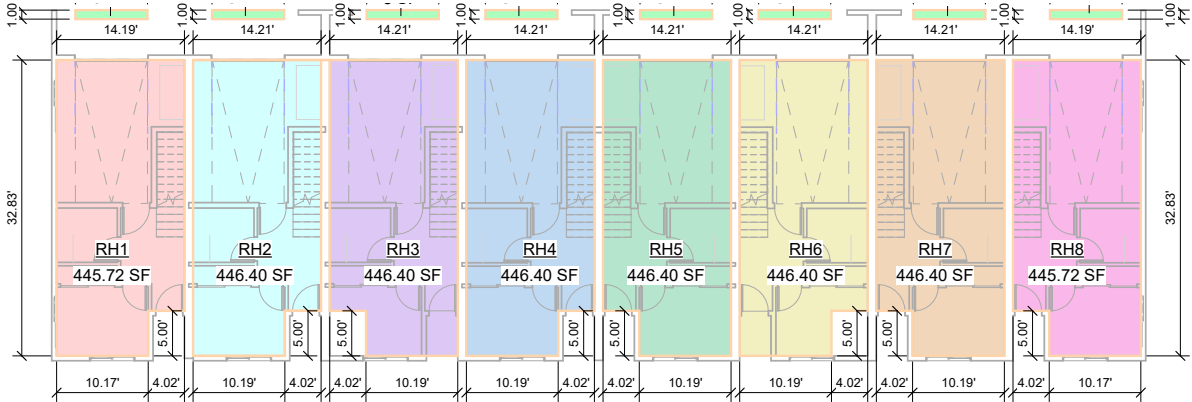 1.00 1.00 1.00 1.00
14.19' 14.21' 14.21' 14.21' 14.21' 14.21' 14.21' 14.19'
32.83' 32.83'
RH1 RH2 RH3 RH4 RH5 RH6 RH7 RH8
445.72 SF 446.40 SF 446.40 SF 446.40 SF 446.40 SF 446.40 SF 446.40 SF 445.72 SF
5.00' 5.00' 5.00' 5.00' 5.00' 5.00' 5.00' 5.00'
10.17' 4.02' 10.19' 4.02' 4.02' 10.19' 10.19' 4.02' 4.02' 10.19' 10.19' 4.02' 4.02' 10.19' 4.02' 10.17'